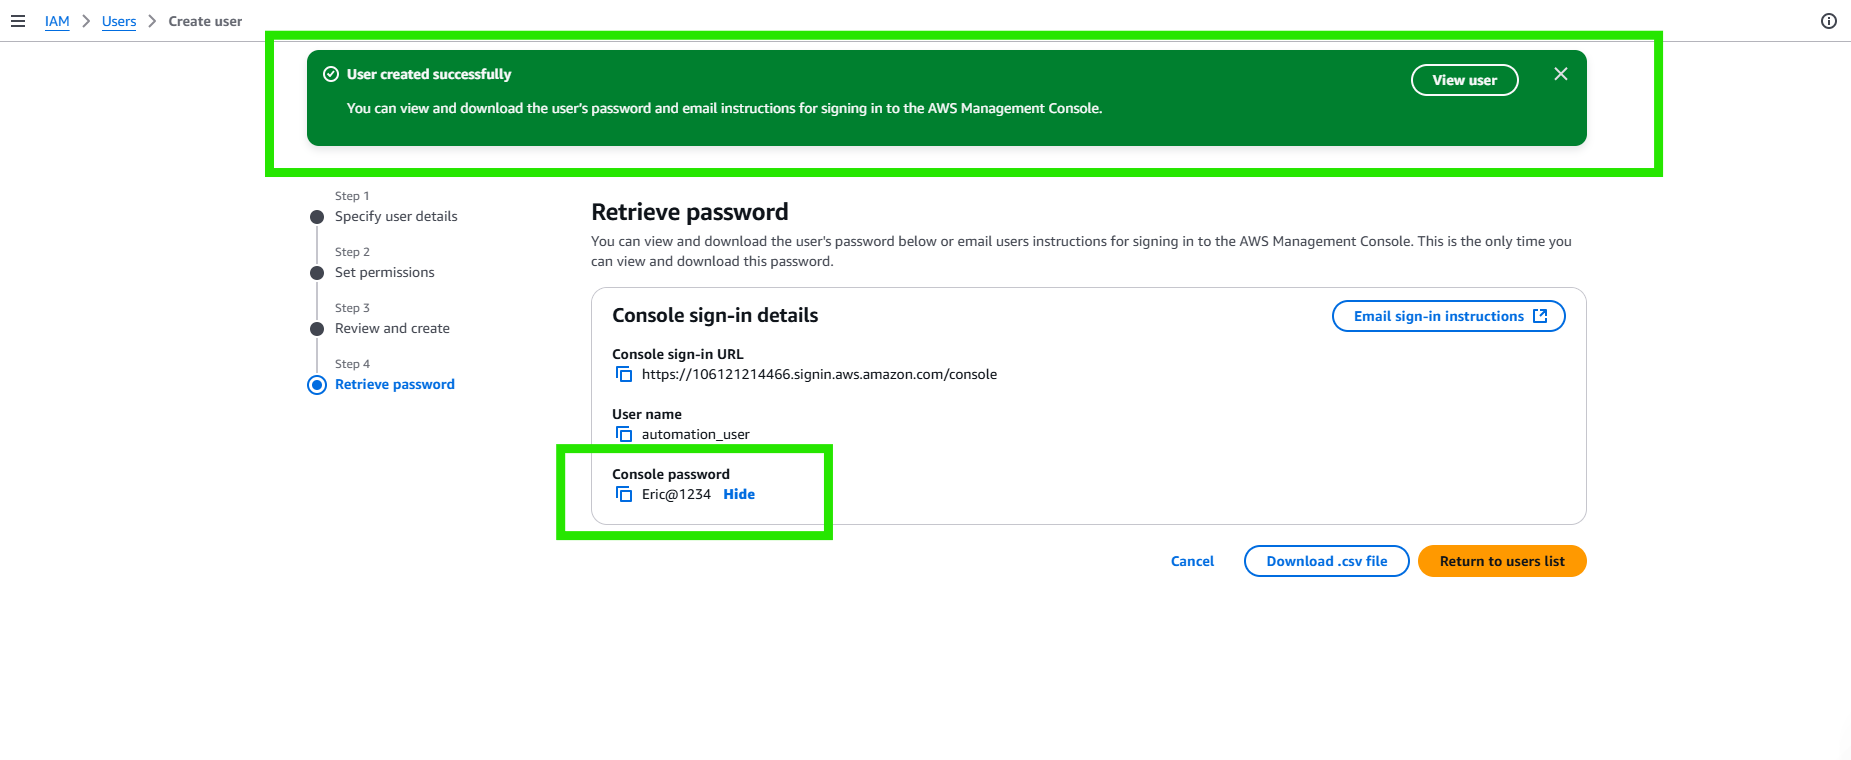 IAM > Users > Create user
User created successfully
View user
You can view and download the user's password and email instructions for signing in to the AWS Management Console.
Step 1
Specify user details
Step 2
Set permissions
Step 3
Review and create
Step 4
Retrieve password
Retrieve password
You can view and download the user's password below or email users instructions for signing in to the AWS Management Console. This is the only time you
can view and download this password.
Console sign-in details
Email sign-in instructions
Console sign-in URL
https://106121214466.signin.aws.amazon.com/console
User name
automation_user
Console password
Eric@1234 Hide
Cancel
Download .csv file
Return to users list